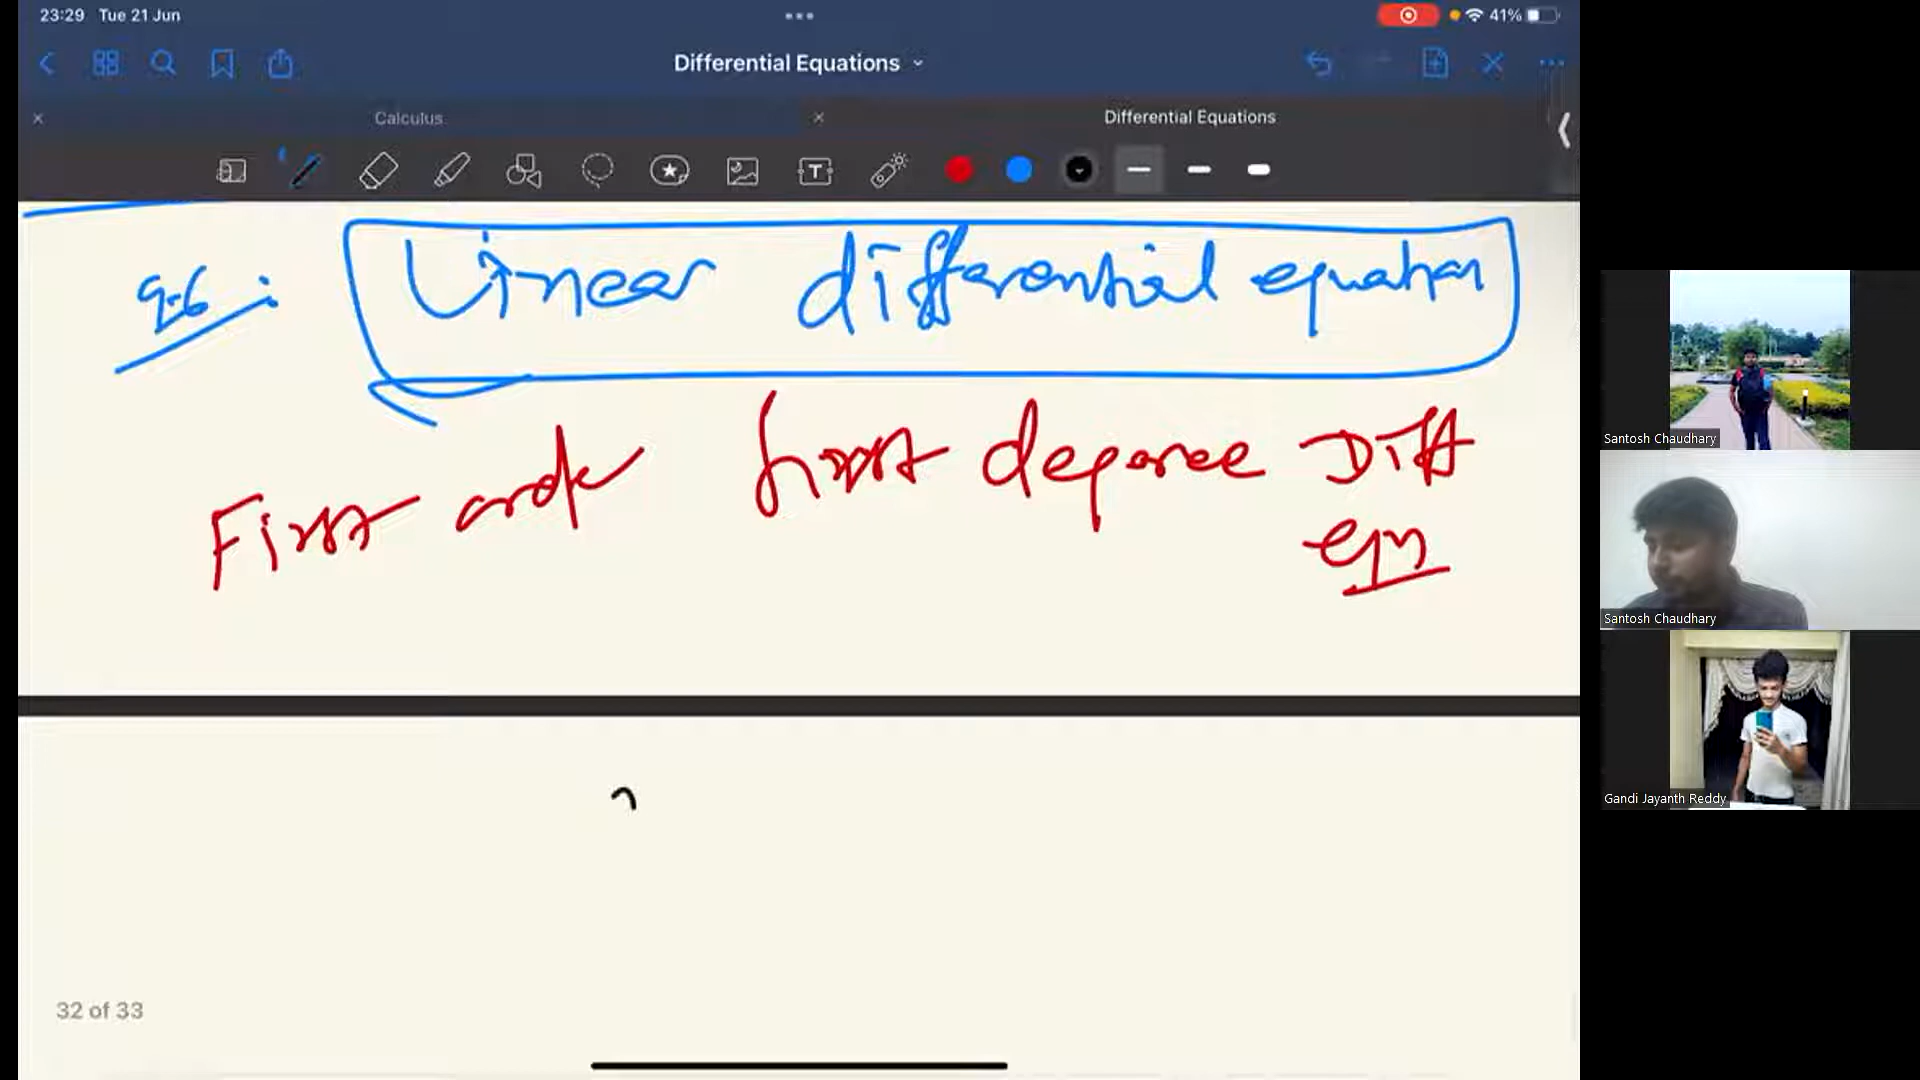 23:29 Tue 21 Jun
41%
Differential Equations
Calculus
Differential Equations
T
9.6 :
Linear differential equation
First order first degree Diff
eqn
32 of 33
Santosh Chaudhary
Santosh Chaudhary
Gandi Jayanth Reddy